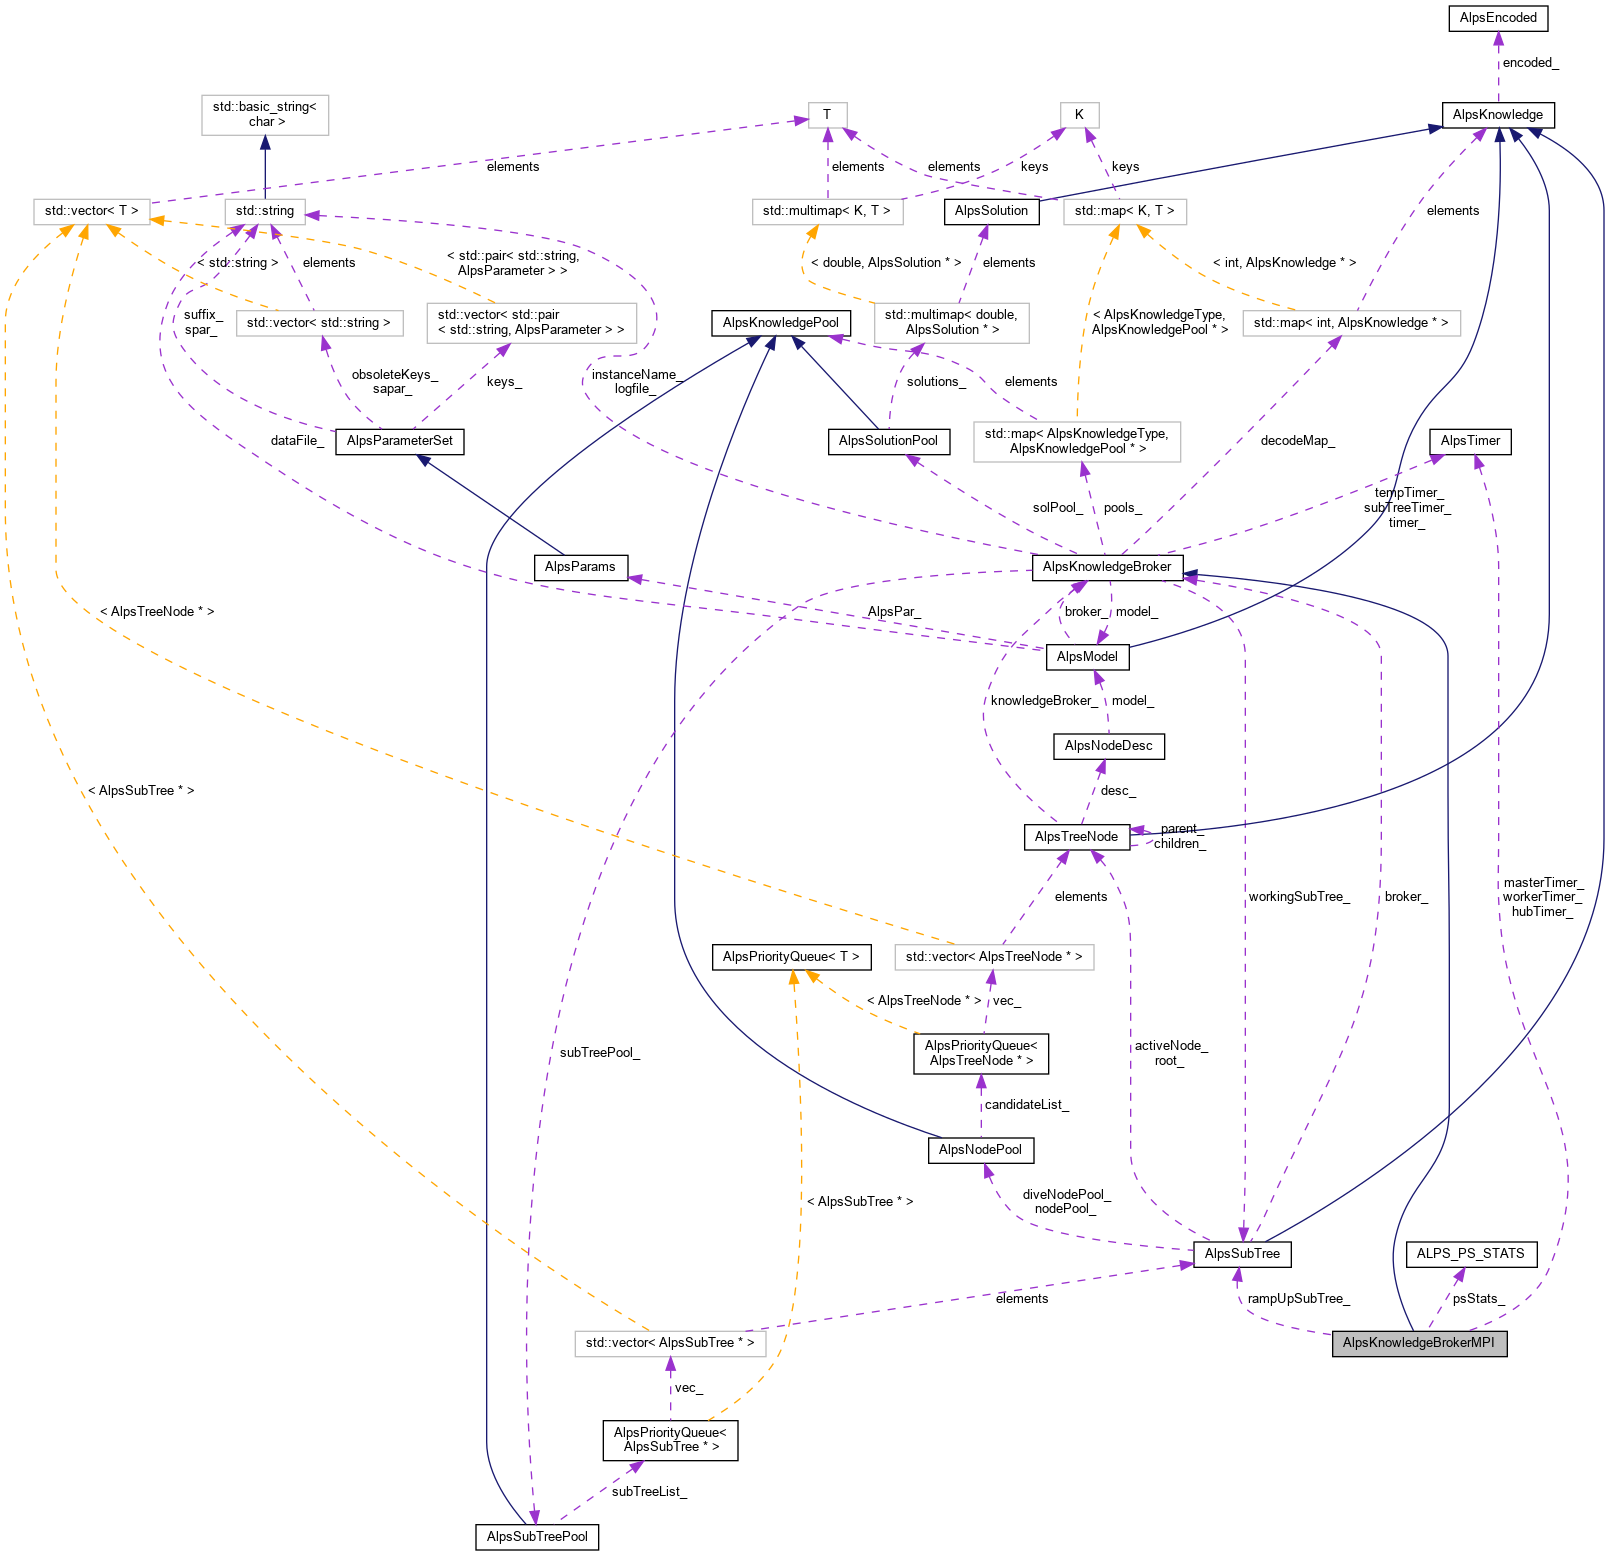 AlpsEncoded
encoded_
std::basic_string<
char >
T
K
AlpsKnowledge
elements
elements
elements
keys
keys
elements
std::vector< T >
std::string
std::multimap< K, T >
AlpsSolution
std::map< K, T >
< std::string >
elements
< std::pair< std::string,
AlpsParameter > >
< double, AlpsSolution * >
elements
< int, AlpsKnowledge * >
suffix_
spar_
std::vector< std::string >
std::vector< std::pair
< std::string, AlpsParameter > >
AlpsKnowledgePool
std::multimap< double,
AlpsSolution * >
< AlpsKnowledgeType,
AlpsKnowledgePool * >
std::map< int, AlpsKnowledge * >
obsoleteKeys_
sapar_
keys_
instanceName_
logfile_
solutions_
elements
dataFile_
AlpsParameterSet
AlpsSolutionPool
std::map< AlpsKnowledgeType,
AlpsKnowledgePool * >
decodeMap_
AlpsTimer
solPool_
pools_
tempTimer_
subTreeTimer_
timer_
AlpsParams
AlpsKnowledgeBroker
< AlpsTreeNode * >
AlpsPar_
broker_
model_
AlpsModel
knowledgeBroker_
model_
AlpsNodeDesc
< AlpsSubTree * >
desc_
AlpsTreeNode
parent_
children_
elements
workingSubTree_
broker_
masterTimer_
workerTimer_
hubTimer_
AlpsPriorityQueue< T >
std::vector< AlpsTreeNode * >
< AlpsTreeNode * >
vec_
subTreePool_
AlpsPriorityQueue<
AlpsTreeNode * >
activeNode_
root_
candidateList_
AlpsNodePool
< AlpsSubTree * >
diveNodePool_
nodePool_
AlpsSubTree
ALPS_PS_STATS
elements
rampUpSubTree_
psStats_
std::vector< AlpsSubTree * >
AlpsKnowledgeBrokerMPI
vec_
AlpsPriorityQueue<
AlpsSubTree * >
subTreeList_
AlpsSubTreePool